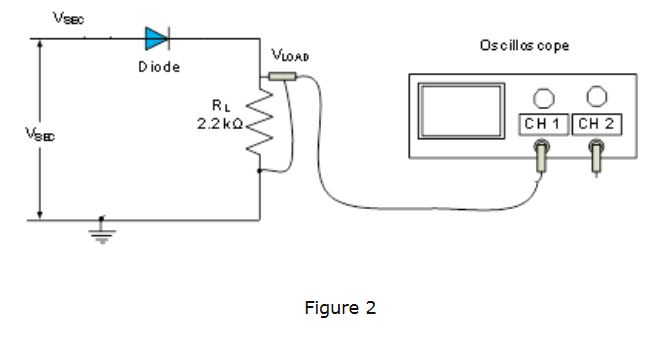 VSEC
Oscilloscope
VLOAD
Diode
RL
2.2kΩ
CH 1
CH 2
VSEC
Figure 2